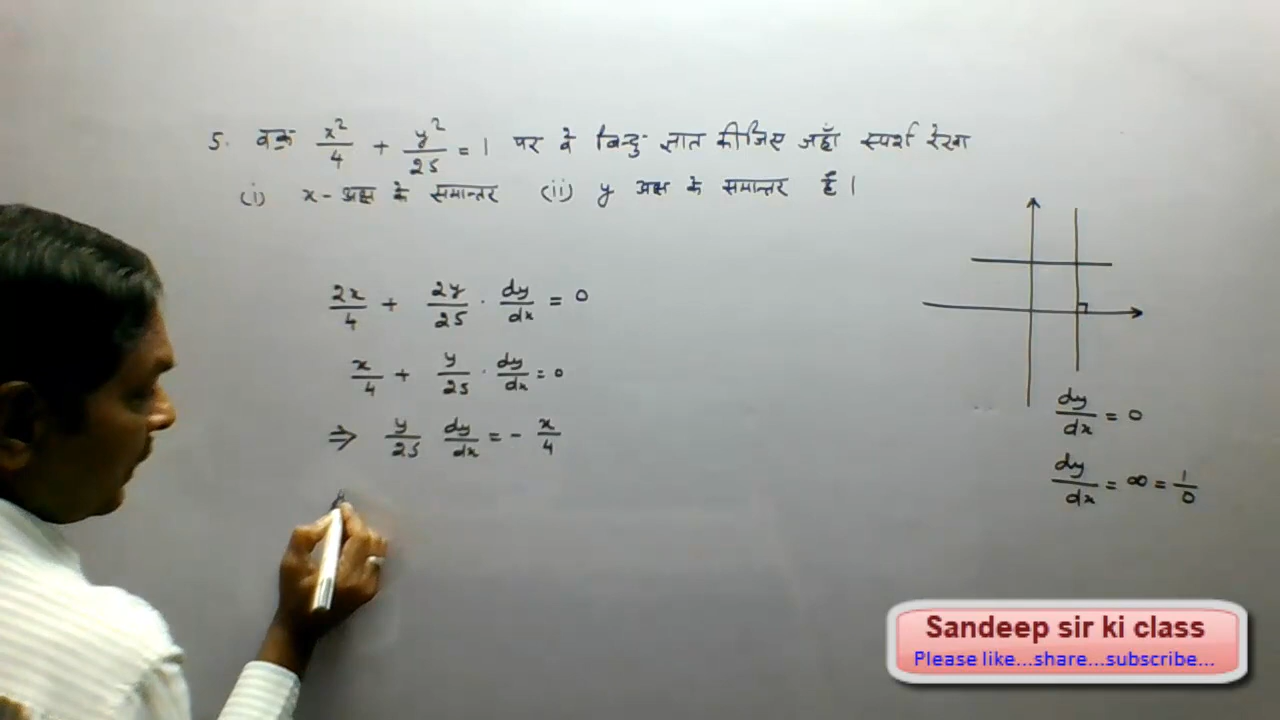 5. वक्र x²/4 + y²/25 = 1 पर वे बिन्दु ज्ञात कीजिए जहाँ स्पर्श रेखा
(i) x-अक्ष के समान्तर (ii) y अक्ष के समान्तर हैं।
2x/4 + 2y/25 · dy/dx = 0
x/4 + y/25 · dy/dx = 0
⇒ y/25 dy/dx = - x/4
dy/dx = 0
dy/dx = ∞ = 1/0
Sandeep sir ki class
Please like...share...subscribe...